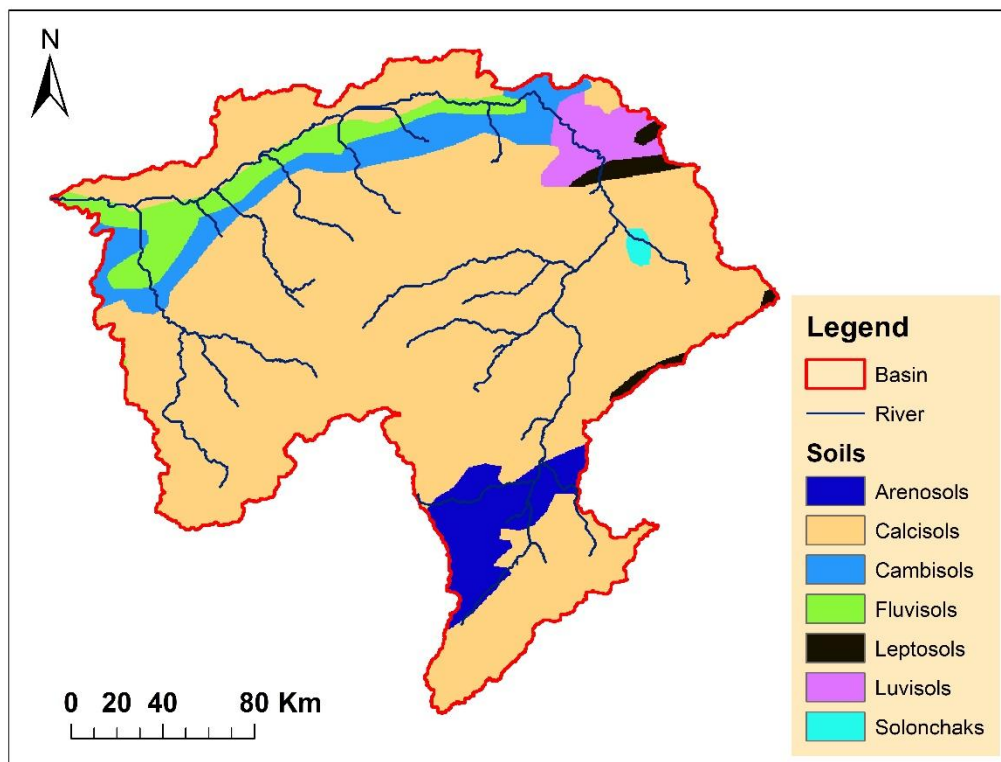 N
Legend
Basin
River
Soils
Arenosols
Calcisols
Cambisols
Fluvisols
Leptosols
Luvisols
Solonchaks
0 20 40 80 Km